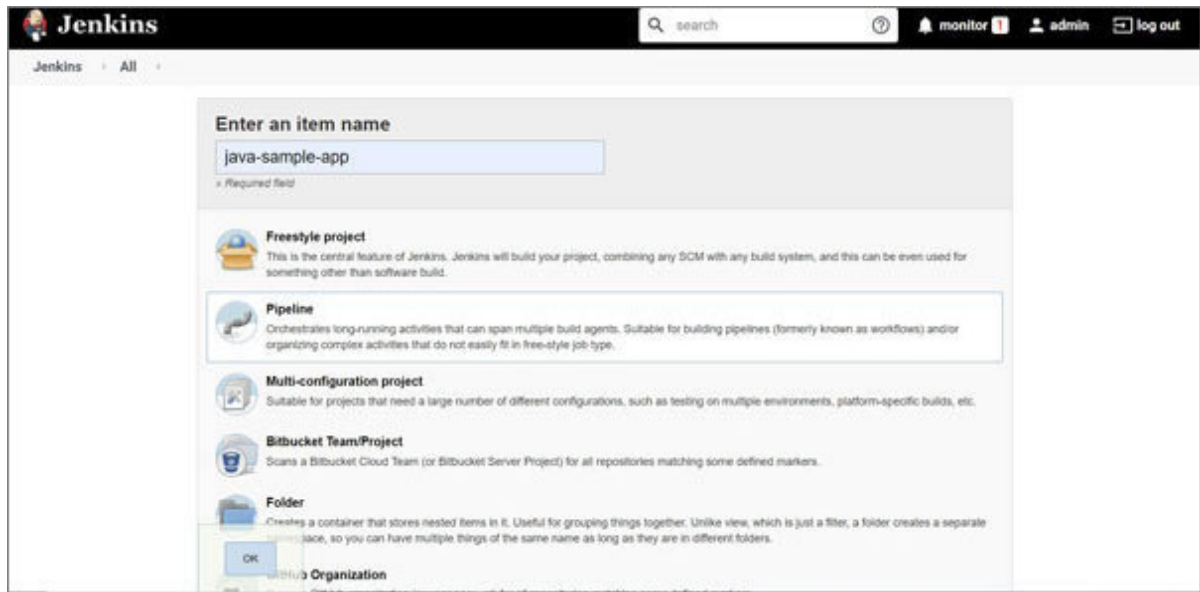 Jenkins
search
monitor 1
admin
log out
Jenkins
All
Enter an item name
java-sample-app
» Required field
Freestyle project
This is the central feature of Jenkins. Jenkins will build your project, combining any SCM with any build system, and this can be even used for
something other than software build.
Pipeline
Orchestrates long-running activities that can span multiple build agents. Suitable for building pipelines (formerly known as workflows) and/or
organizing complex activities that do not easily fit in free-style job type.
Multi-configuration project
Suitable for projects that need a large number of different configurations, such as testing on multiple environments, platform-specific builds, etc.
Bitbucket Team/Project
Scans a Bitbucket Cloud Team (or Bitbucket Server Project) for all repositories matching some defined markers.
Folder
Creates a container that stores nested items in it. Useful for grouping things together. Unlike view, which is just a filter, a folder creates a separate
so you can have multiple things of the same name as long as they are in different folders.
OK
Organization